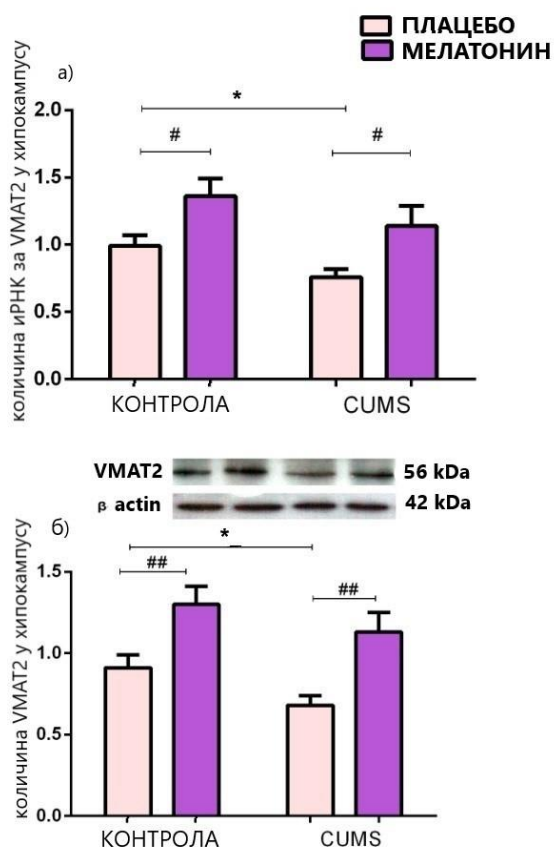 ПЛАЦЕБО
МЕЛАТОНИН
а)
количина иРНК за VMAT2 у хипокампусу
2.0
1.5
1.0
0.5
0.0
*
#
#
КОНТРОЛА
CUMS
VMAT2
56 kDa
β actin
42 kDa
б)
количина VMAT2 у хипокампусу
1.5
1.0
0.5
0.0
*
##
##
КОНТРОЛА
CUMS